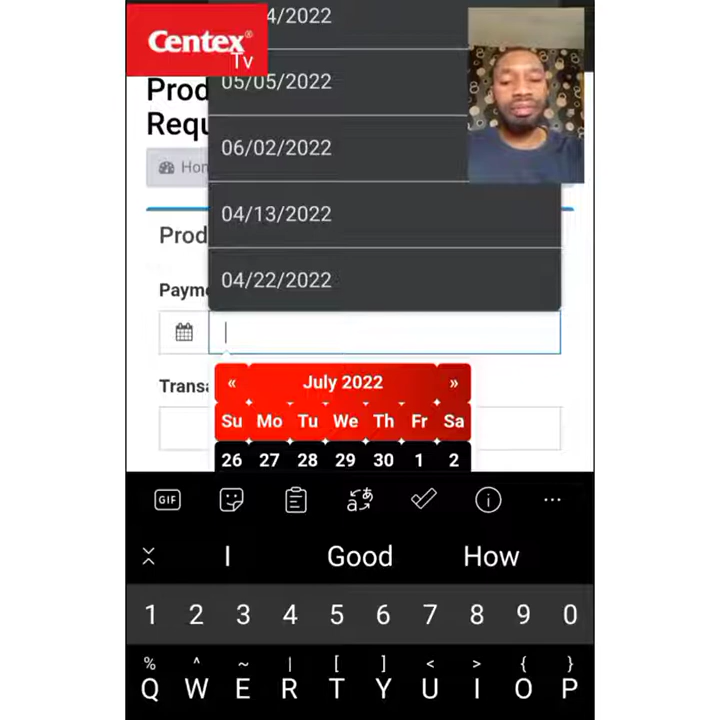 4/2022
Centex®
Tv
05/05/2022
Prod
Requ
06/02/2022
Hon
04/13/2022
Prod
04/22/2022
Payme
« July 2022 »
Transa
Su Mo Tu We Th Fr Sa
26 27 28 29 30 1 2
GIF
I Good How
1 2 3 4 5 6 7 8 9 0
% ^ ~ | [ ] < > { }
Q W E R T Y U I O P